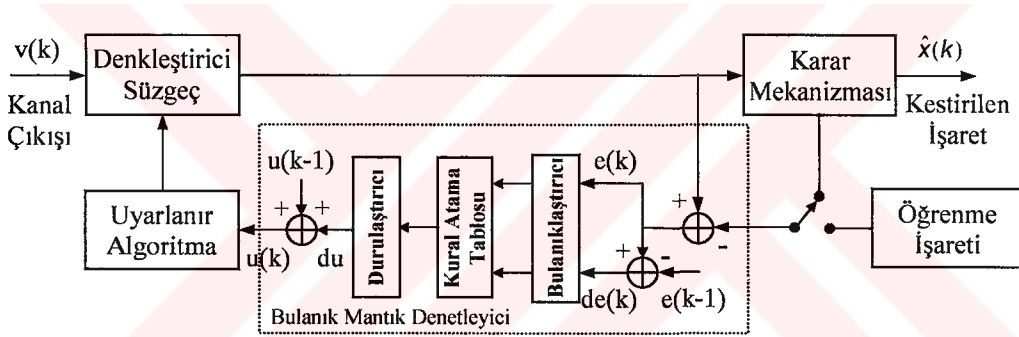 v(k)
Kanal
Çıkışı
Denkleştirici
Süzgeç
Karar
Mekanizması
x̂(k)
Kestirilen
İşaret
Uyarlanır
Algoritma
u(k-1)
+
+
u(k)
du
Durulaştırıcı
Kural Atama
Tablosu
Bulanıklaştırıcı
e(k)
+
-
+
-
de(k)
e(k-1)
Öğrenme
İşareti
Bulanık Mantık Denetleyici